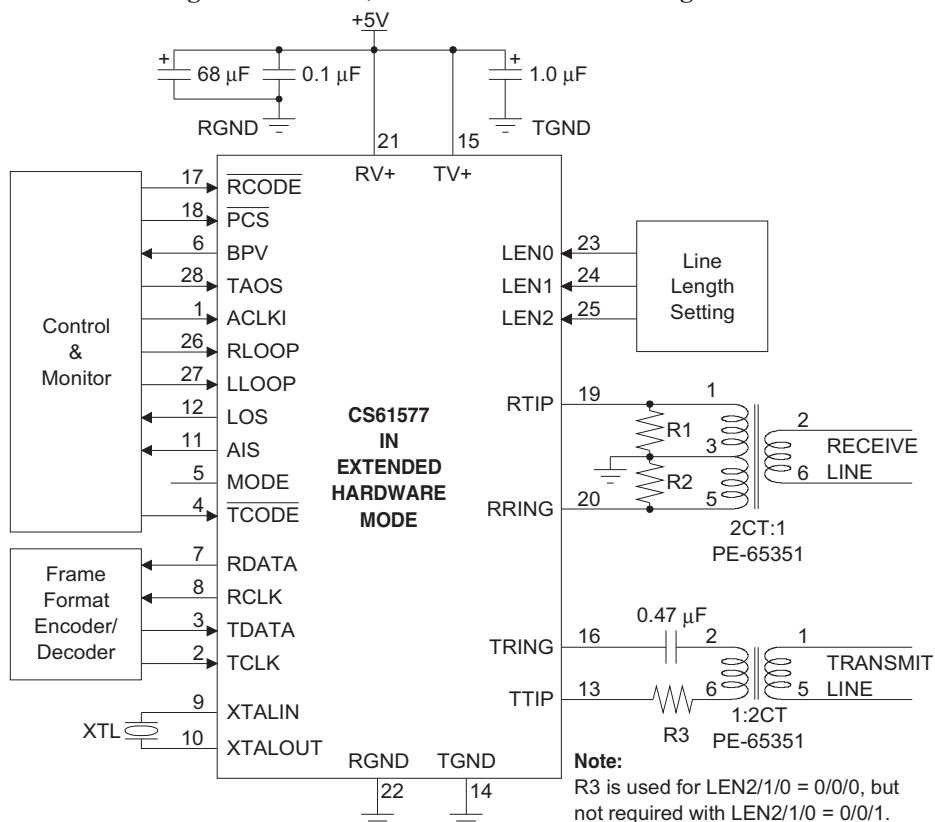 +5V
+
68 μF
0.1 μF
+
1.0 μF
RGND
TGND
21
15
RV+
TV+
Control
&
Monitor
17
RCODE
18
PCS
6
BPV
28
TAOS
1
ACLKI
26
RLOOP
27
LLOOP
12
LOS
11
AIS
5
MODE
4
TCODE
Frame
Format
Encoder/
Decoder
7
RDATA
8
RCLK
3
TDATA
2
TCLK
XTL
9
XTALIN
10
XTALOUT
CS61577
IN
EXTENDED
HARDWARE
MODE
LEN0
23
LEN1
24
LEN2
25
Line
Length
Setting
RTIP
19
RRING
20
R1
R2
1
3
5
2
6
RECEIVE
LINE
2CT:1
PE-65351
TRING
16
0.47 μF
TTIP
13
R3
2
6
1
5
TRANSMIT
LINE
1:2CT
PE-65351
RGND
22
TGND
14
Note:
R3 is used for LEN2/1/0 = 0/0/0, but
not required with LEN2/1/0 = 0/0/1.